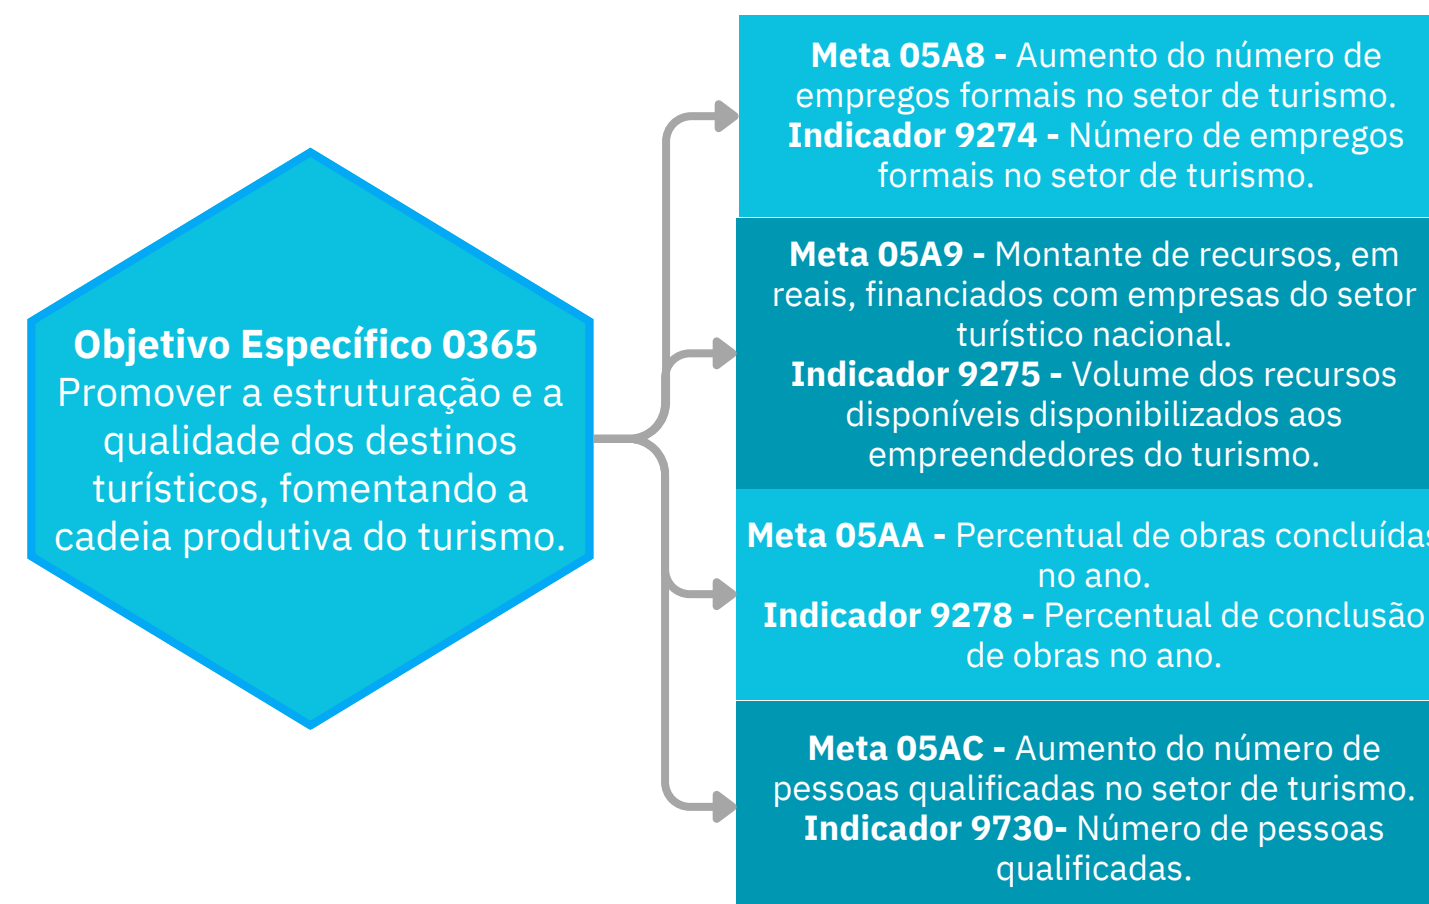 Objetivo Específico 0365
Promover a estruturação e a
qualidade dos destinos
turísticos, fomentando a
cadeia produtiva do turismo.
Meta 05A8 - Aumento do número de
empregos formais no setor de turismo.
Indicador 9274 - Número de empregos
formais no setor de turismo.
Meta 05A9 - Montante de recursos, em
reais, financiados com empresas do setor
turístico nacional.
Indicador 9275 - Volume dos recursos
disponíveis disponibilizados aos
empreendedores do turismo.
Meta 05AA - Percentual de obras concluídas
no ano.
Indicador 9278 - Percentual de conclusão
de obras no ano.
Meta 05AC - Aumento do número de
pessoas qualificadas no setor de turismo.
Indicador 9730- Número de pessoas
qualificadas.